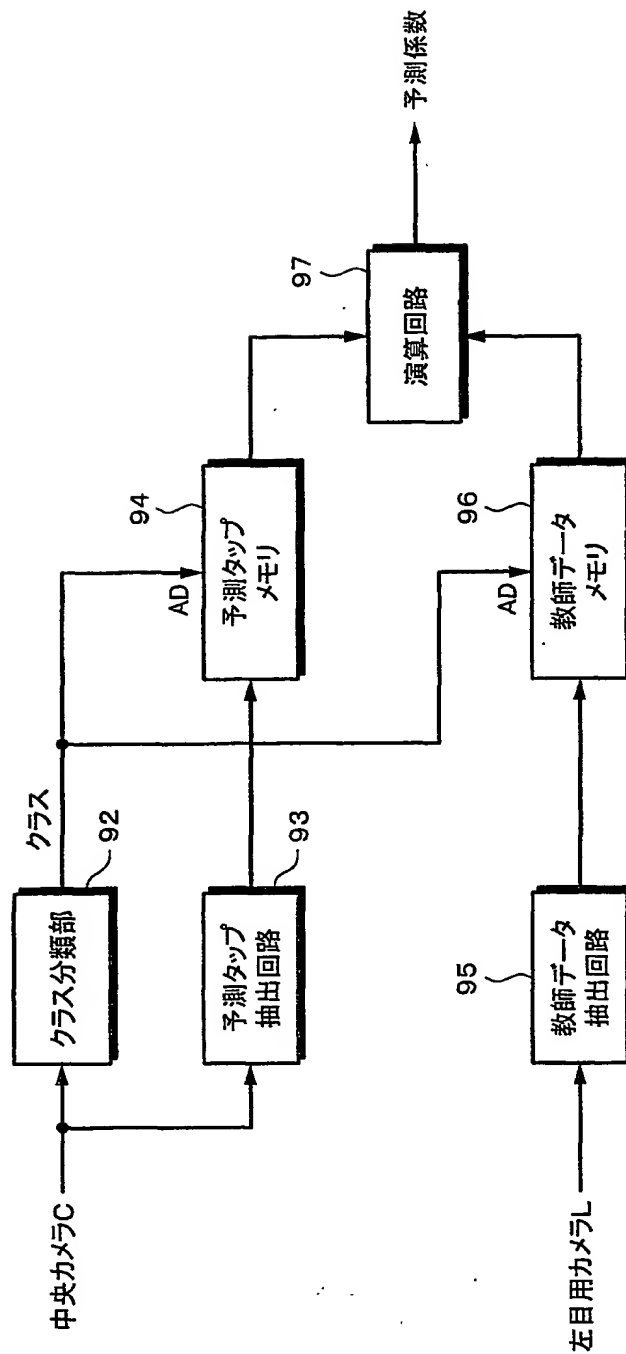 中央カメラC
クラス分類部
92
クラス
予測タップ
抽出回路
93
AD
94
予測タップ
メモリ
97
演算回路
予測係数
左目用カメラL
95
教師データ
抽出回路
AD
96
教師データ
メモリ